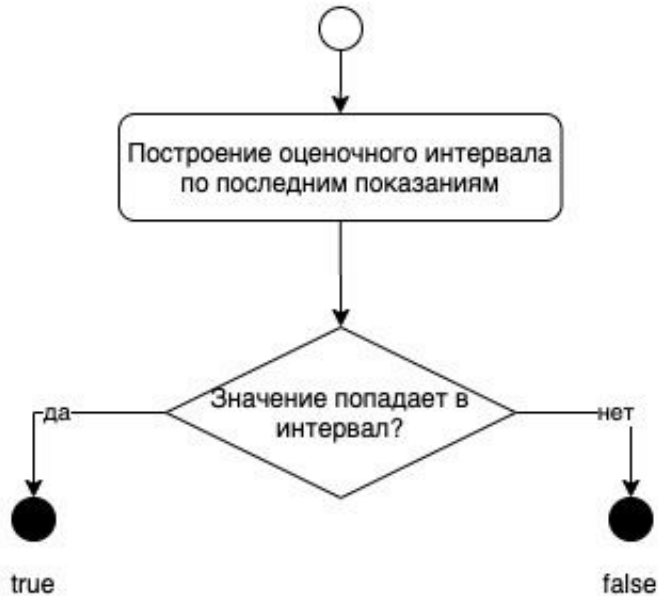 Построение оценочного интервала
по последним показаниям
Значение попадает в
интервал?
да
нет
true
false